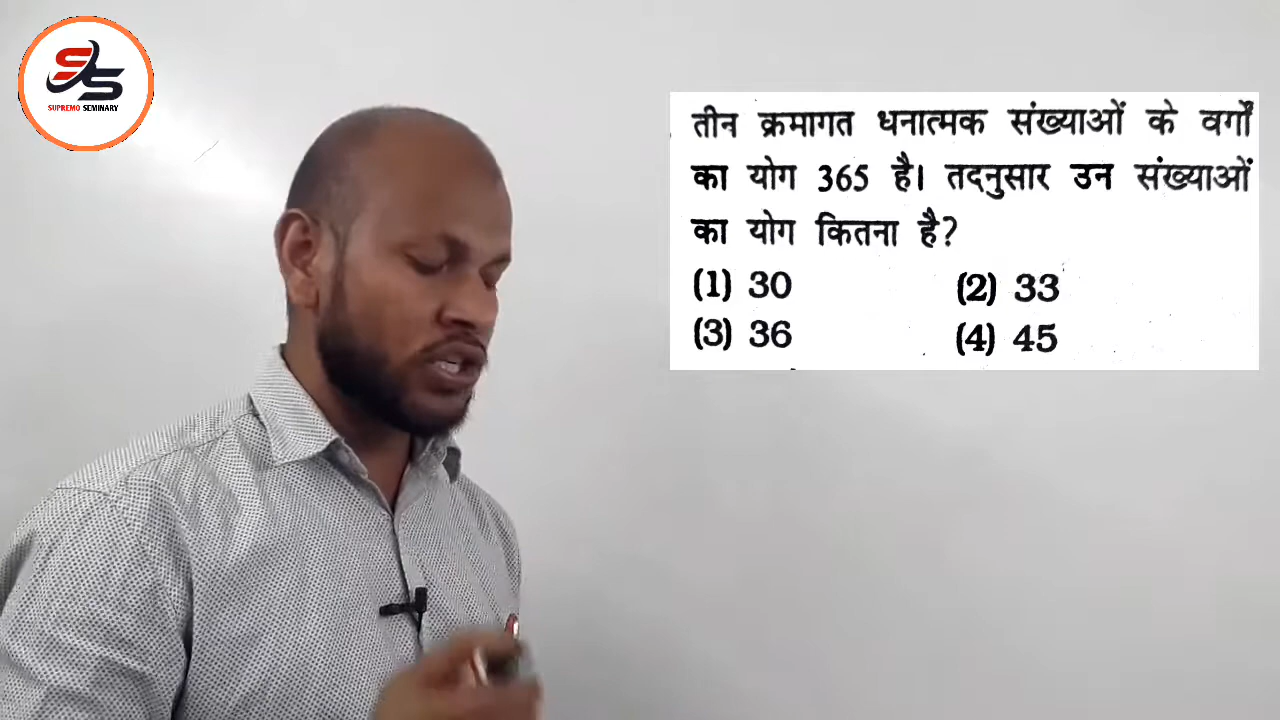 SS
SUPREMO SEMINARY
तीन क्रमागत धनात्मक संख्याओं के वर्गों
का योग 365 है। तदनुसार उन संख्याओं
का योग कितना है?
(1) 30 (2) 33
(3) 36 (4) 45